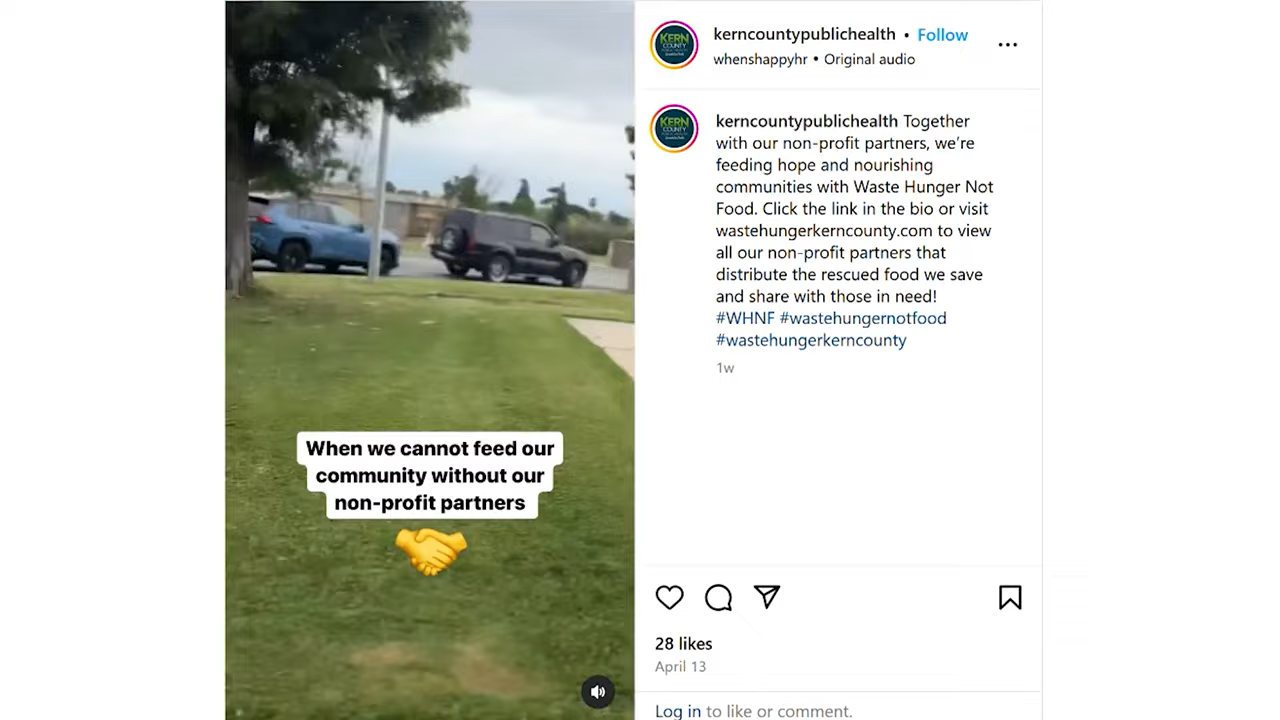 When we cannot feed our
community without our
non-profit partners
KERN
COUNTY
kerncountypublichealth • Follow
whenshappyhr • Original audio
KERN
COUNTY
kerncountypublichealth Together
with our non-profit partners, we’re
feeding hope and nourishing
communities with Waste Hunger Not
Food. Click the link in the bio or visit
wastehungerkerncounty.com to view
all our non-profit partners that
distribute the rescued food we save
and share with those in need!
#WHNF #wastehungernotfood
#wastehungerkerncounty
1w
28 likes
April 13
Log in to like or comment.